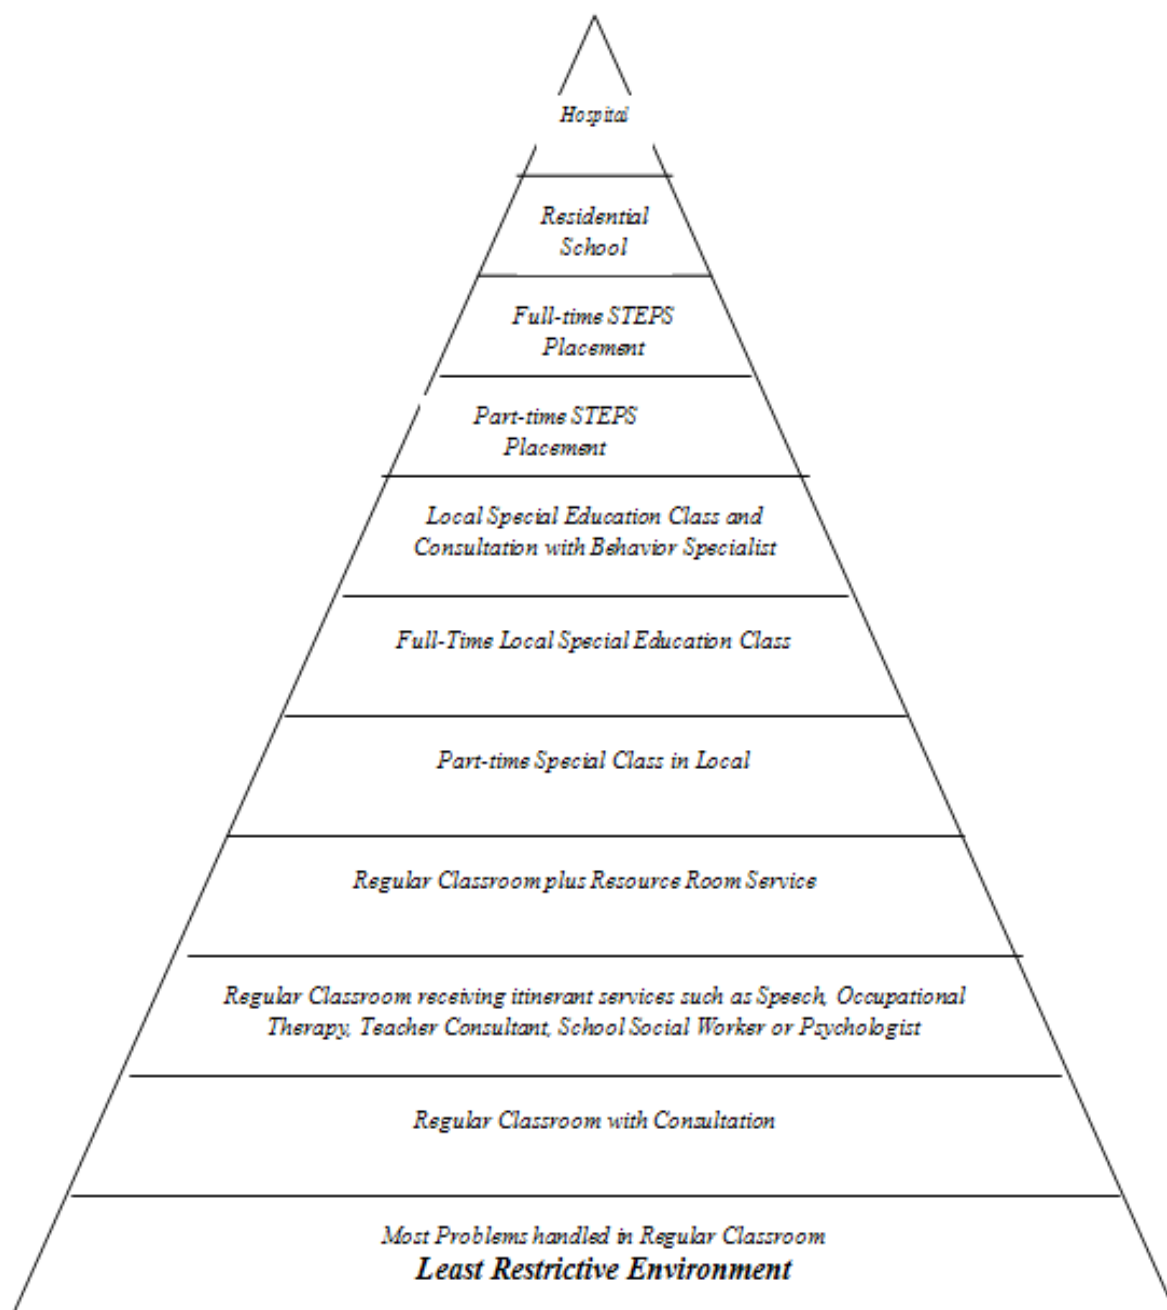 Hospital
Residential
School
Full-time STEPS
Placement
Part-time STEPS
Placement
Local Special Education Class and
Consultation with Behavior Specialist
Full-Time Local Special Education Class
Part-time Special Class in Local
Regular Classroom plus Resource Room Service
Regular Classroom receiving itinerant services such as Speech, Occupational
Therapy, Teacher Consultant, School Social Worker or Psychologist
Regular Classroom with Consultation
Most Problems handled in Regular Classroom
Least Restrictive Environment